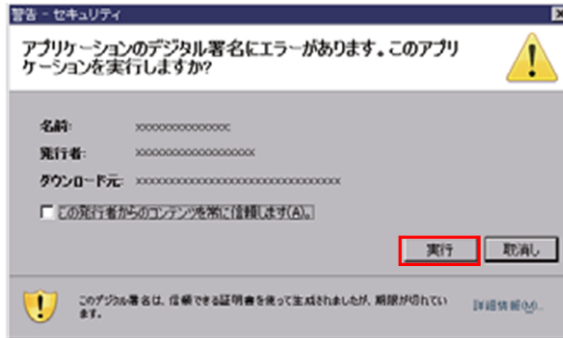 警告 - セキュリティ
アプリケーションのデジタル署名にエラーがあります。このアプリ
ケーションを実行しますか?
名前: xxxxxxxxxxxxxxx
発行者: xxxxxxxxxxxxxxxxxxx
ダウンロード元: xxxxxxxxxxxxxxxxxxxxxxxxxxxxxxxxx
この発行者からのコンテンツを常に信頼します(A)。
実行 取消し
このデジタル署名は、信頼できる証明書を使って生成されましたが、期限が切れてい
ます。
詳細情報(M)...